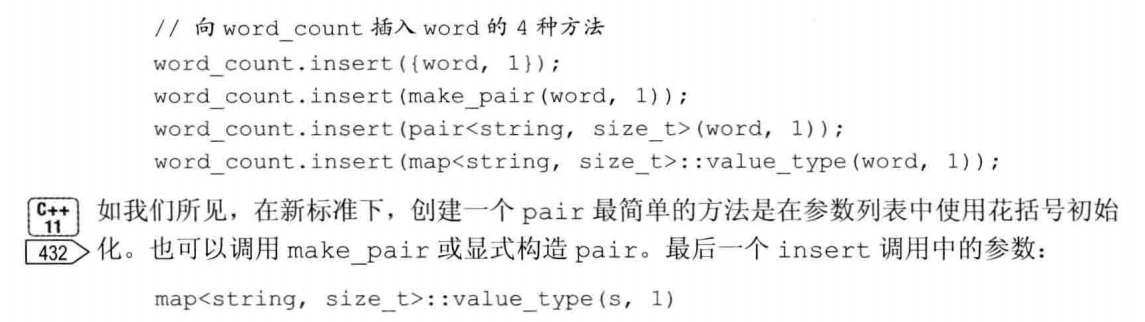 // 向 word_count 插入 word 的 4 种方法
word_count.insert({word, 1});
word_count.insert(make_pair(word, 1));
word_count.insert(pair<string, size_t>(word, 1));
word_count.insert(map<string, size_t>::value_type(word, 1));
C++
11
如我们所见，在新标准下，创建一个 pair 最简单的方法是在参数列表中使用花括号初始
432
化。也可以调用 make_pair 或显式构造 pair。最后一个 insert 调用中的参数：
map<string, size_t>::value_type(s, 1)